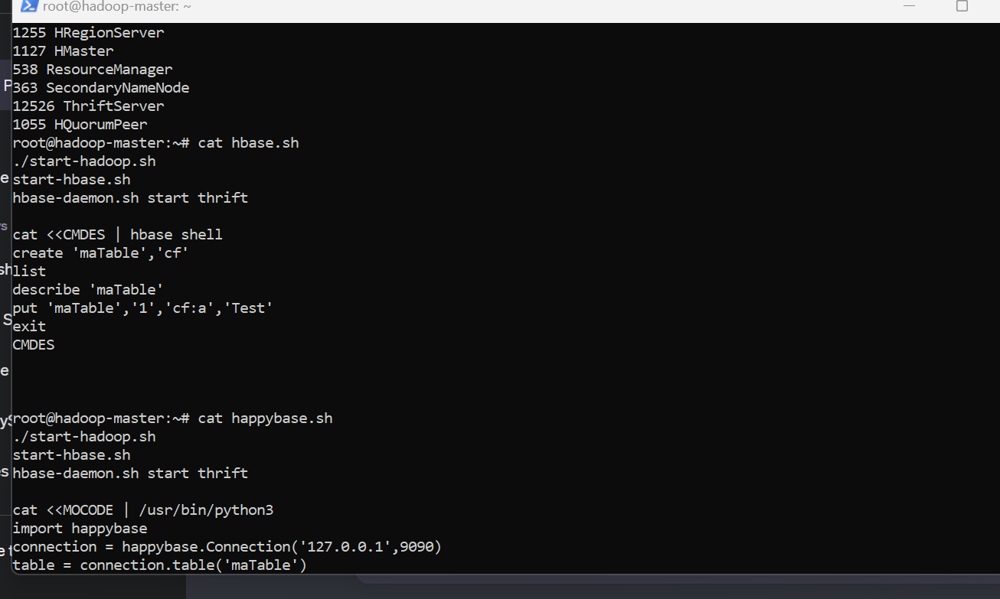 root@hadoop-master: ~
1255 HRegionServer
1127 HMaster
538 ResourceManager
363 SecondaryNameNode
12526 ThriftServer
1055 HQuorumPeer
root@hadoop-master:~# cat hbase.sh
./start-hadoop.sh
start-hbase.sh
hbase-daemon.sh start thrift
cat <<CMDES | hbase shell
create 'maTable','cf'
list
describe 'maTable'
put 'maTable','1','cf:a','Test'
exit
CMDES
root@hadoop-master:~# cat happybase.sh
./start-hadoop.sh
start-hbase.sh
hbase-daemon.sh start thrift
cat <<MOCODE | /usr/bin/python3
import happybase
connection = happybase.Connection('127.0.0.1',9090)
table = connection.table('maTable')